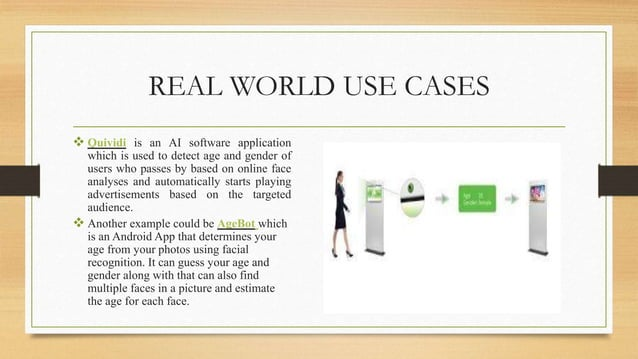 REAL WORLD USE CASES
❖ Quividi is an AI software application
which is used to detect age and gender of
users who passes by based on online face
analyses and automatically starts playing
advertisements based on the targeted
audience.
❖ Another example could be AgeBot which
is an Android App that determines your
age from your photos using facial
recognition. It can guess your age and
gender along with that can also find
multiple faces in a picture and estimate
the age for each face.
Gender: female